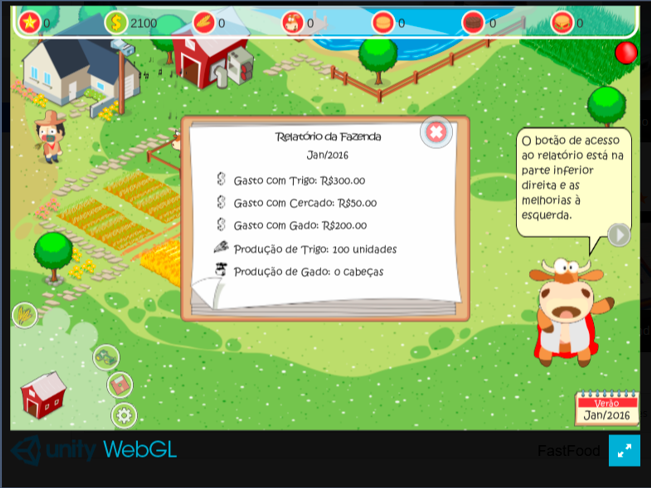 0 2100 0 0 0 0 0
Relatório da Fazenda
Jan/2016
Gasto com Trigo: R$300.00
Gasto com Cercado: R$50.00
Gasto com Gado: R$200.00
Produção de Trigo: 100 unidades
Produção de Gado: 0 cabeças
O botão de acesso
ao relatório está na
parte inferior
direita e as
melhorias à
esquerda.
Verão
Jan/2016
unity WebGL
FastFood